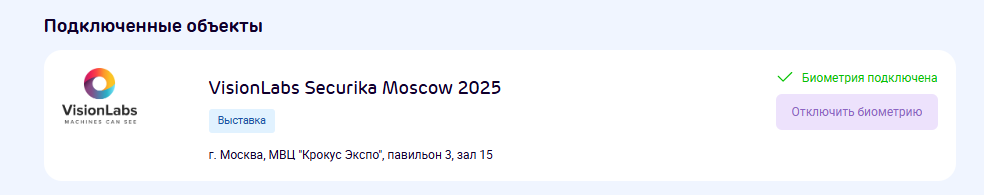 Подключенные объекты
VisionLabs
MACHINES CAN SEE
VisionLabs Securika Moscow 2025
Выставка
г. Москва, МВЦ "Крокус Экспо", павильон 3, зал 15
Биометрия подключена
Отключить биометрию